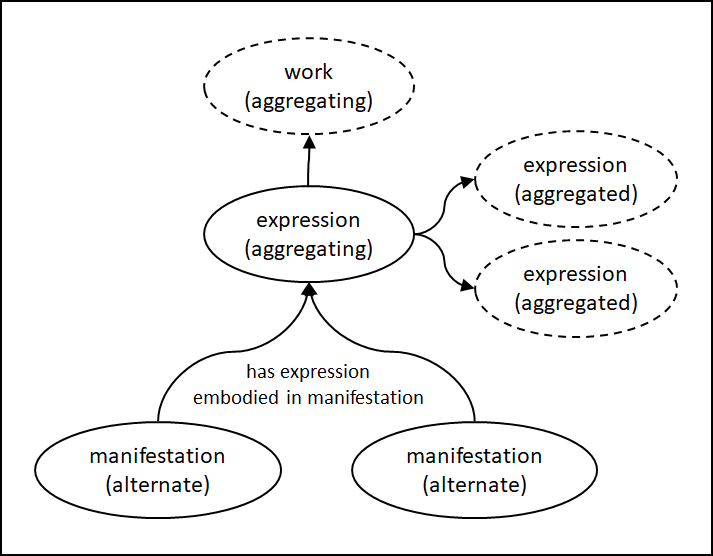 work
(aggregating)
expression
(aggregated)
expression
(aggregating)
expression
(aggregated)
has expression
embodied in manifestation
manifestation
(alternate)
manifestation
(alternate)